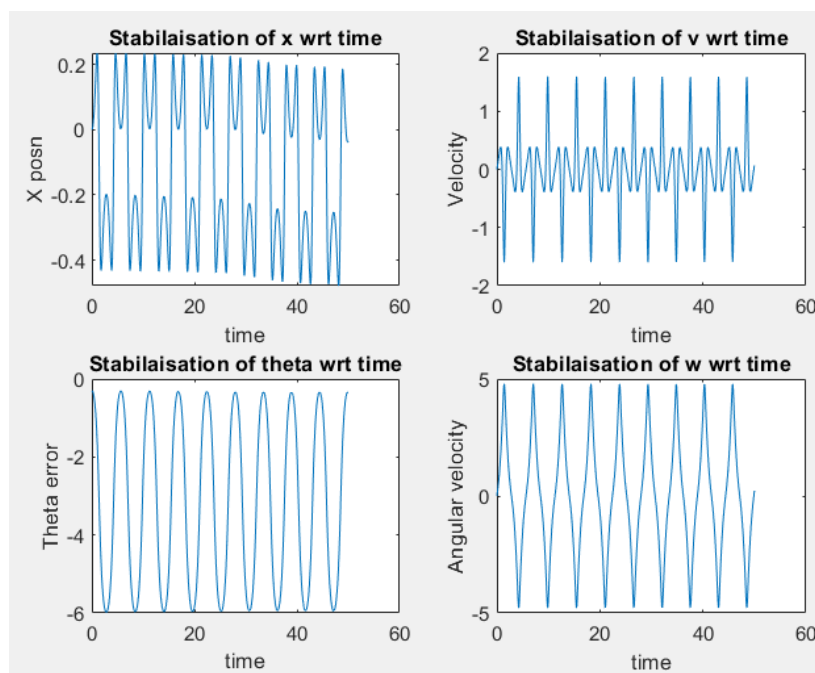 Stabilaisation of x wrt time
X posn
0.2
0
-0.2
-0.4
0
20
40
60
time
Stabilaisation of v wrt time
Velocity
2
1
0
-1
-2
0
20
40
60
time
Stabilaisation of theta wrt time
Theta error
0
-2
-4
-6
0
20
40
60
time
Stabilaisation of w wrt time
Angular velocity
5
0
-5
0
20
40
60
time